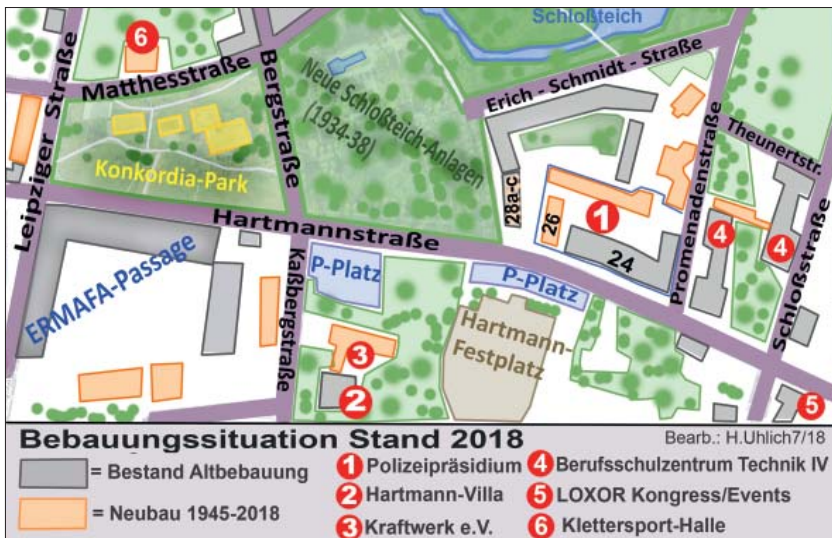 Schloßteich
6
Matthesstraße
Leipziger Straße
Bergstraße
Neue Schloßteich-Anlagen
(1934-38)
Erich - Schmidt - Straße
Theunertstr.
Promenadenstraße
Konkordia-Park
Hartmannstraße
28a-c
26
1
24
4
4
Schloßstraße
ERMAFA-Passage
Kaßbergstraße
P-Platz
P-Platz
Hartmann-
Festplatz
3
2
5
Bebauungssituation Stand 2018
Bearb.: H.Uhlich7/18
= Bestand Altbebauung
= Neubau 1945-2018
1 Polizeipräsidium
2 Hartmann-Villa
3 Kraftwerk e.V.
4 Berufsschulzentrum Technik IV
5 LOXOR Kongress/Events
6 Klettersport-Halle